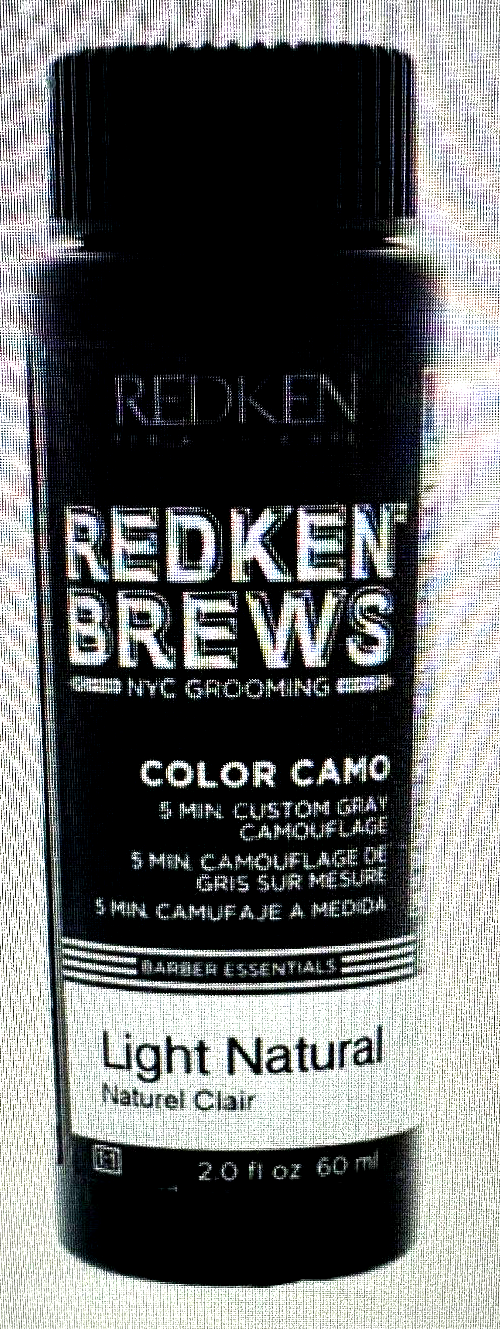 REDKEN
REDKEN
BREWS
NYC GROOMING
COLOR CAMO
5 MIN. CUSTOM GRAY
CAMOUFLAGE
5 MIN. CAMOUFLAGE DE
GRIS SUR MESURE
5 MIN. CAMUFAJE A MEDIDA
BARBER ESSENTIALS
Light Natural
Naturel Clair
2.0 fl oz 60 ml